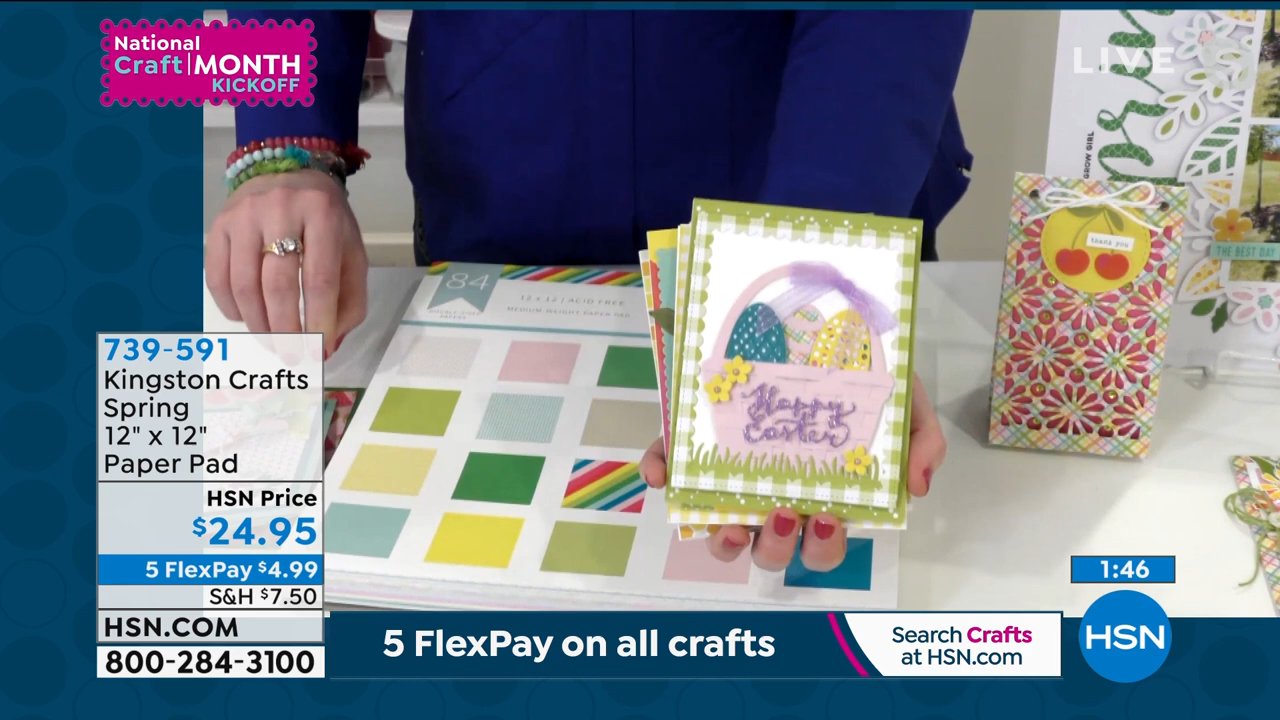 National
Craft|MONTH
KICKOFF
LIVE
GROW GIRL
84
12 x 12 | ACID FREE
MEDIUM WEIGHT PAPER PAD
DOUBLE-SIDED
PAPERS
thank you
THE BEST DAY
Happy
Easter
739-591
Kingston Crafts
Spring
12" x 12"
Paper Pad
HSN Price
$24.95
5 FlexPay $4.99
S&H $7.50
HSN.COM
800-284-3100
1:46
5 FlexPay on all crafts
Search Crafts
at HSN.com
HSN